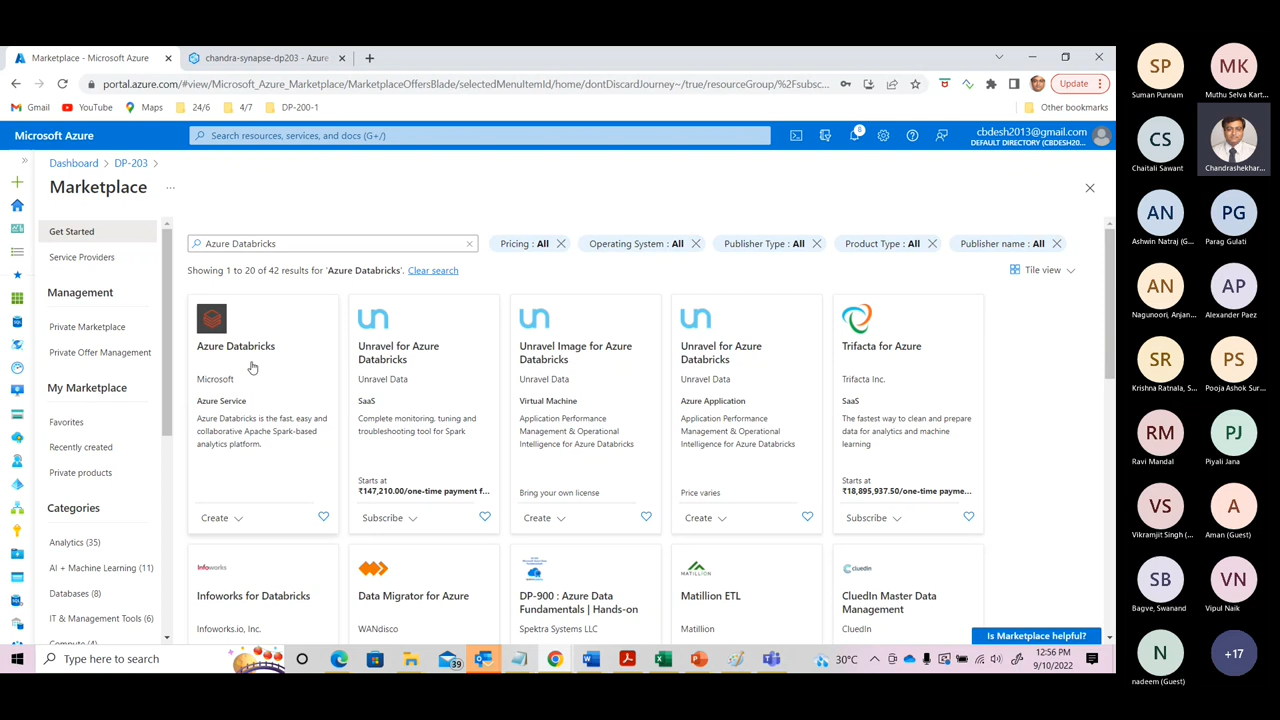 Marketplace - Microsoft Azure
chandra-synapse-dp203 - Azure
portal.azure.com/#view/Microsoft_Azure_Marketplace/MarketplaceOffersBlade/selectedMenuItemId/home/dontDiscardJourney~/true/resourceGroup/%2Fsubsc...
Update
Gmail
YouTube
Maps
24/6
4/7
DP-200-1
Other bookmarks
Microsoft Azure
Search resources, services, and docs (G+/)
6
cbdesh2013@gmail.com
DEFAULT DIRECTORY (CBDESH20...
Dashboard
DP-203
Marketplace
...
Get Started
Service Providers
Management
Private Marketplace
Private Offer Management
My Marketplace
Favorites
Recently created
Private products
Categories
Analytics (35)
AI + Machine Learning (11)
Databases (8)
IT & Management Tools (6)
Compute (4)
Azure Databricks
Pricing : All
Operating System : All
Publisher Type : All
Product Type : All
Publisher name : All
Showing 1 to 20 of 42 results for 'Azure Databricks'. Clear search
Tile view
Azure Databricks
Microsoft
Azure Service
Azure Databricks is the fast, easy and
collaborative Apache Spark-based
analytics platform.
Create
Unravel for Azure
Databricks
Unravel Data
SaaS
Complete monitoring, tuning and
troubleshooting tool for Spark
Starts at
₹147,210.00/one-time payment f...
Subscribe
Unravel Image for Azure
Databricks
Unravel Data
Virtual Machine
Application Performance
Management & Operational
Intelligence for Azure Databricks
Bring your own license
Create
Unravel for Azure
Databricks
Unravel Data
Azure Application
Application Performance
Management & Operational
Intelligence for Azure Databricks
Price varies
Create
Trifacta for Azure
Trifacta Inc.
SaaS
The fastest way to clean and prepare
data for analytics and machine
learning
Starts at
₹18,895,937.50/one-time payme...
Subscribe
Infoworks
Infoworks for Databricks
Infoworks.io, Inc.
Data Migrator for Azure
WANdisco
DP-900 : Azure Data
Fundamentals | Hands-on
Spektra Systems LLC
MATILLION
Matillion ETL
Matillion
cluedin
CluedIn Master Data
Management
CluedIn
Is Marketplace helpful?
Type here to search
39
30°C
12:56 PM
9/10/2022
SP
Suman Punnam
MK
Muthu Selva Kart...
CS
Chaitali Sawant
Chandrashekhar...
AN
Ashwin Natraj (G...
PG
Parag Gulati
AN
Nagunoori, Anjan...
AP
Alexander Paez
SR
Krishna Ratnala, S...
PS
Pooja Ashok Sur...
RM
Ravi Mandal
PJ
Piyali Jana
VS
Vikramjit Singh (...
A
Aman (Guest)
SB
Bagve, Swanand
VN
Vipul Naik
N
nadeem (Guest)
+17